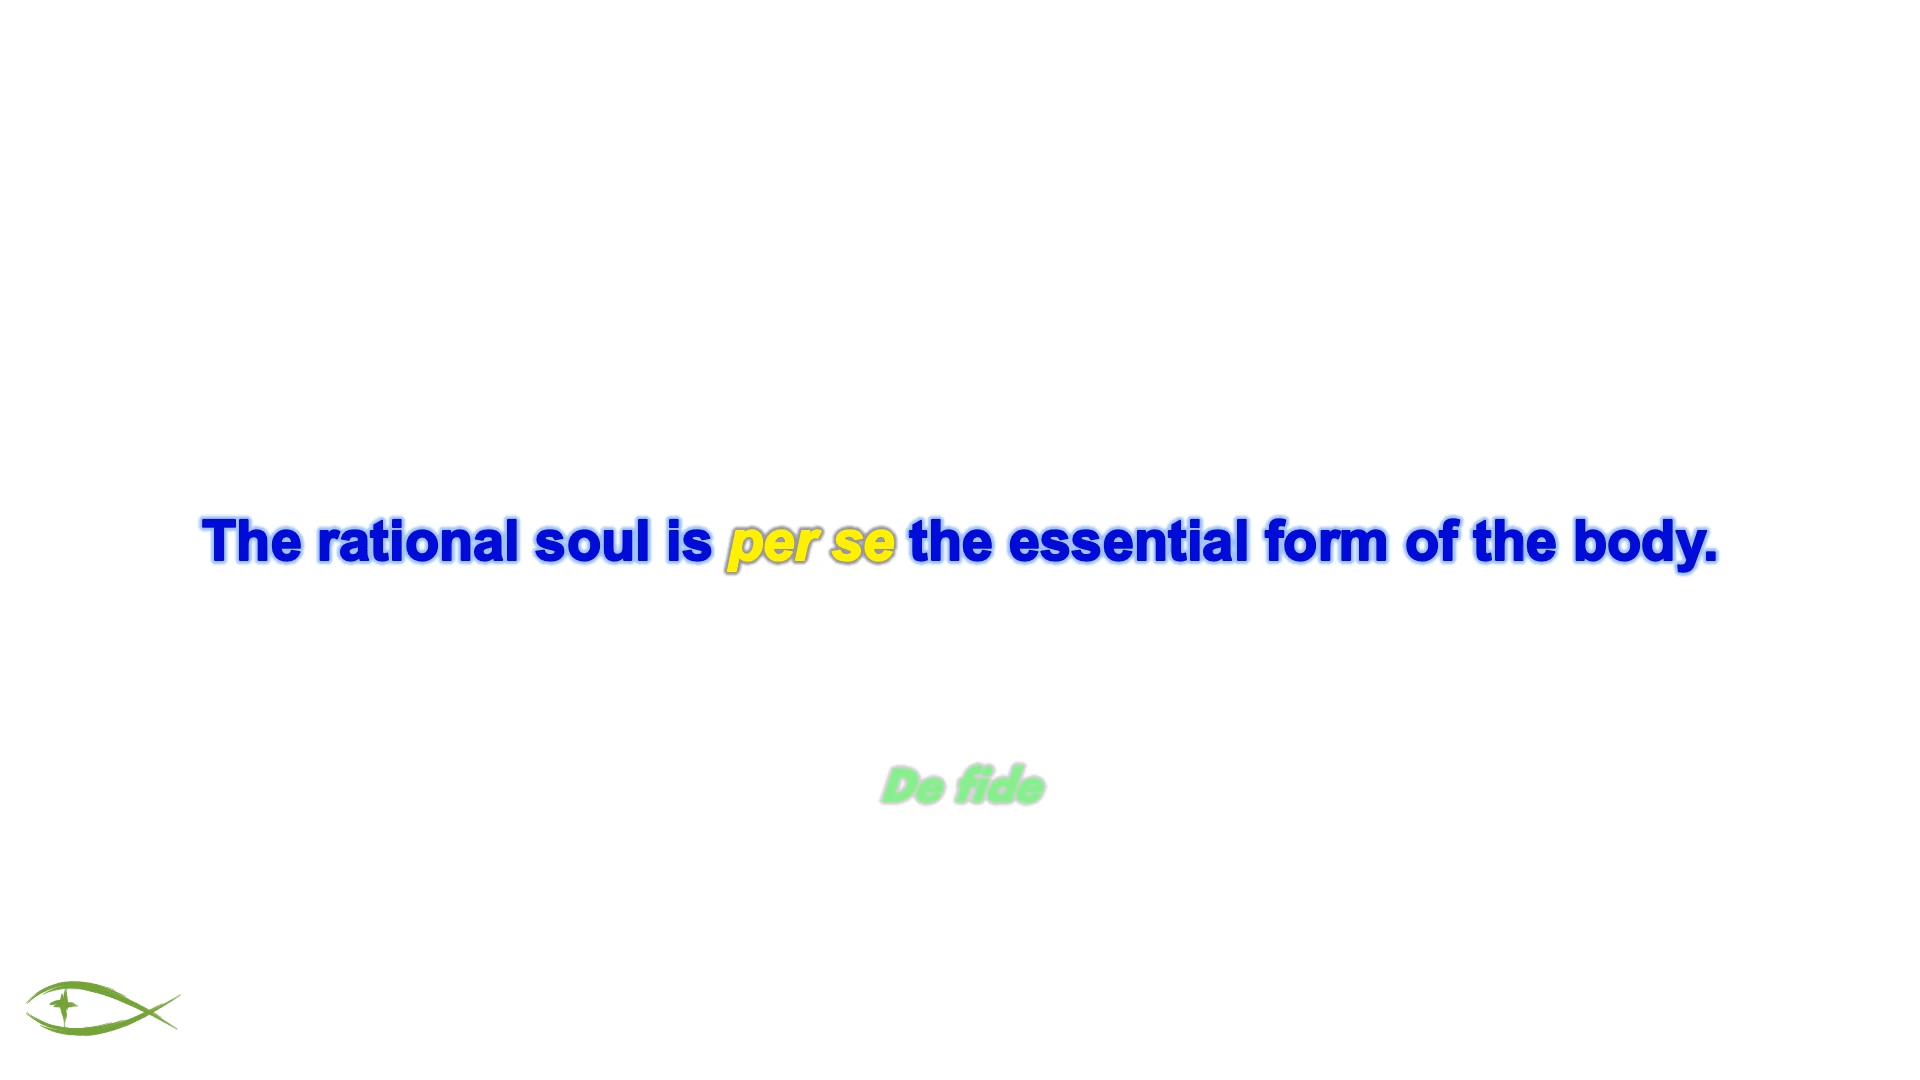 The rational soul is per se the essential form of the body.
De fide